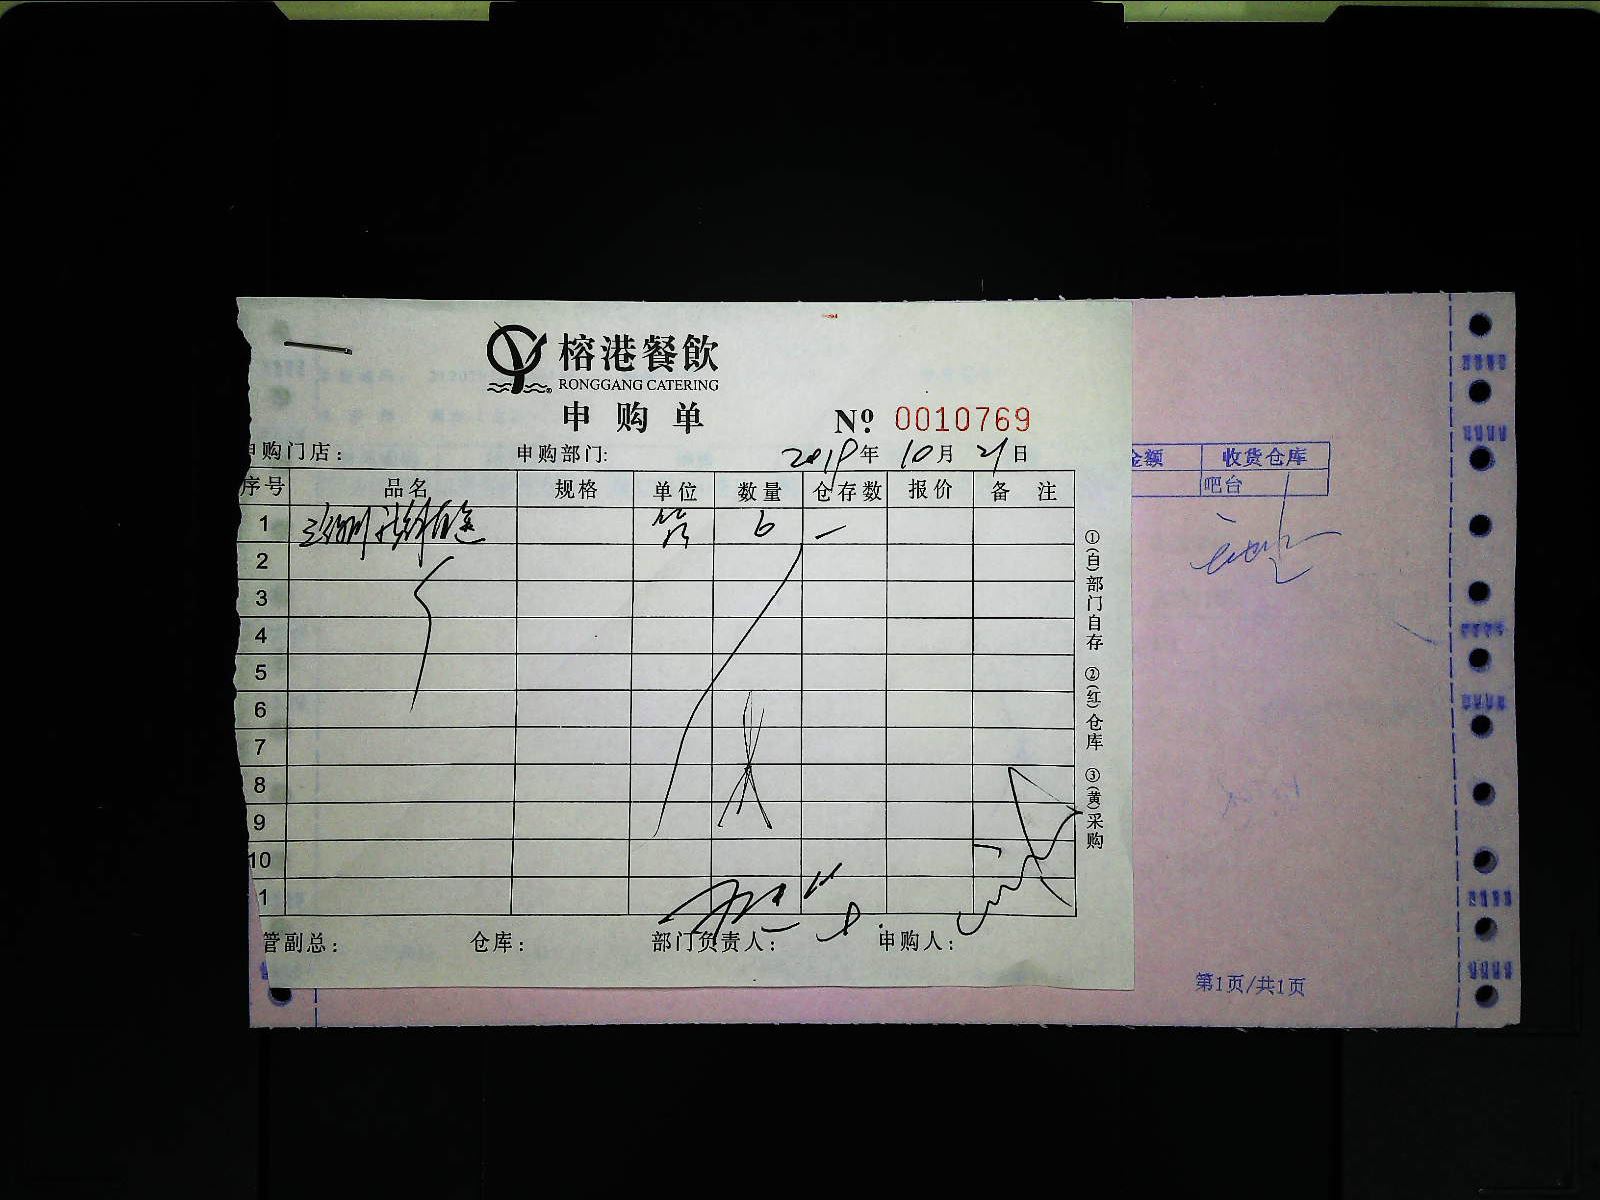 榕港餐飲
RONGGANG CATERING
申购单
Nº. 0010769
申购门店： 申购部门: 年 10月 21日
序号 品名 规格 单位 数量 仓存数 报价 备注
1 6 一
2
3
4
5
6
7
8
9
10
1
管副总： 仓库： 部门负责人： 申购人：
①(白)部门自存 ②(红)仓库 ③(黄)采购
金额 收货仓库
吧台
第1页/共1页